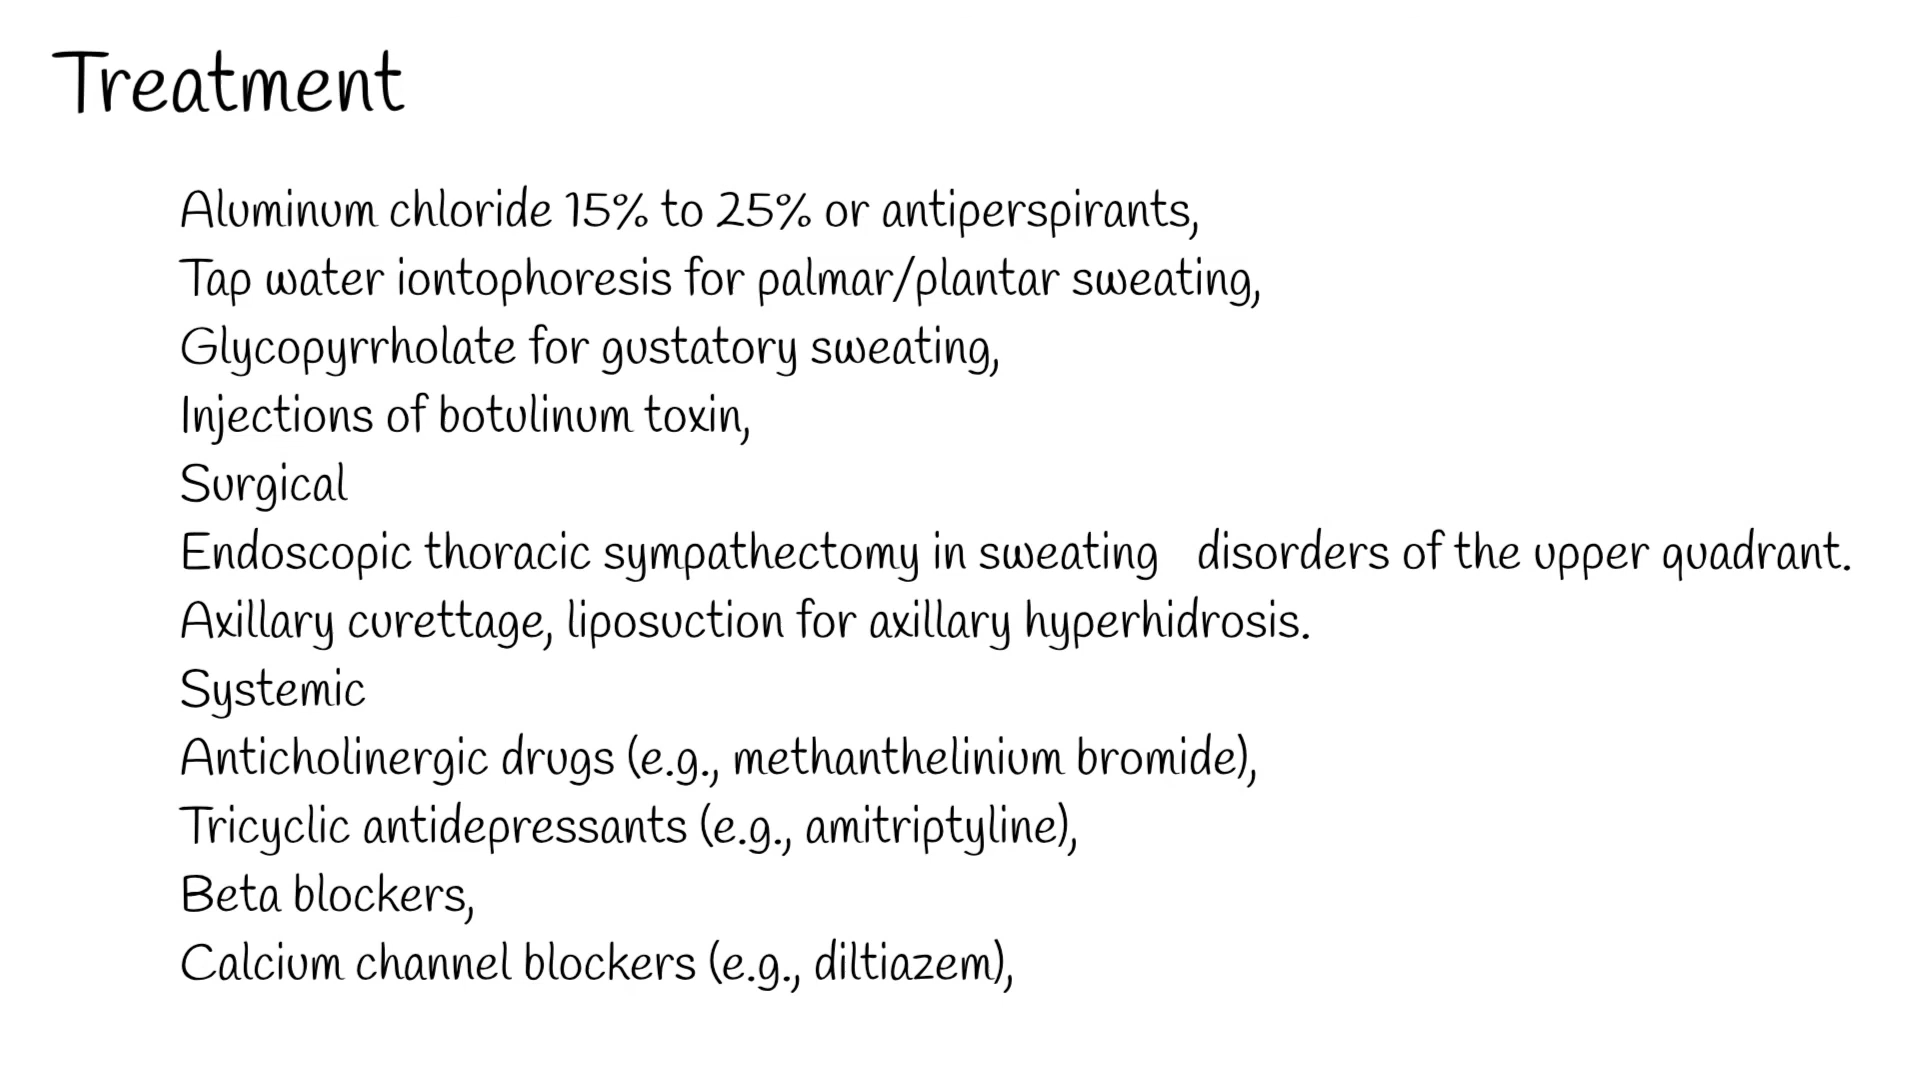 Treatment
Aluminum chloride 15% to 25% or antiperspirants,
Tap water iontophoresis for palmar/plantar sweating,
Glycopyrrholate for gustatory sweating,
Injections of botulinum toxin,
Surgical
Endoscopic thoracic sympathectomy in sweating   disorders of the upper quadrant.
Axillary curettage, liposuction for axillary hyperhidrosis.
Systemic
Anticholinergic drugs (e.g., methanthelinium bromide),
Tricyclic antidepressants (e.g., amitriptyline),
Beta blockers,
Calcium channel blockers (e.g., diltiazem),